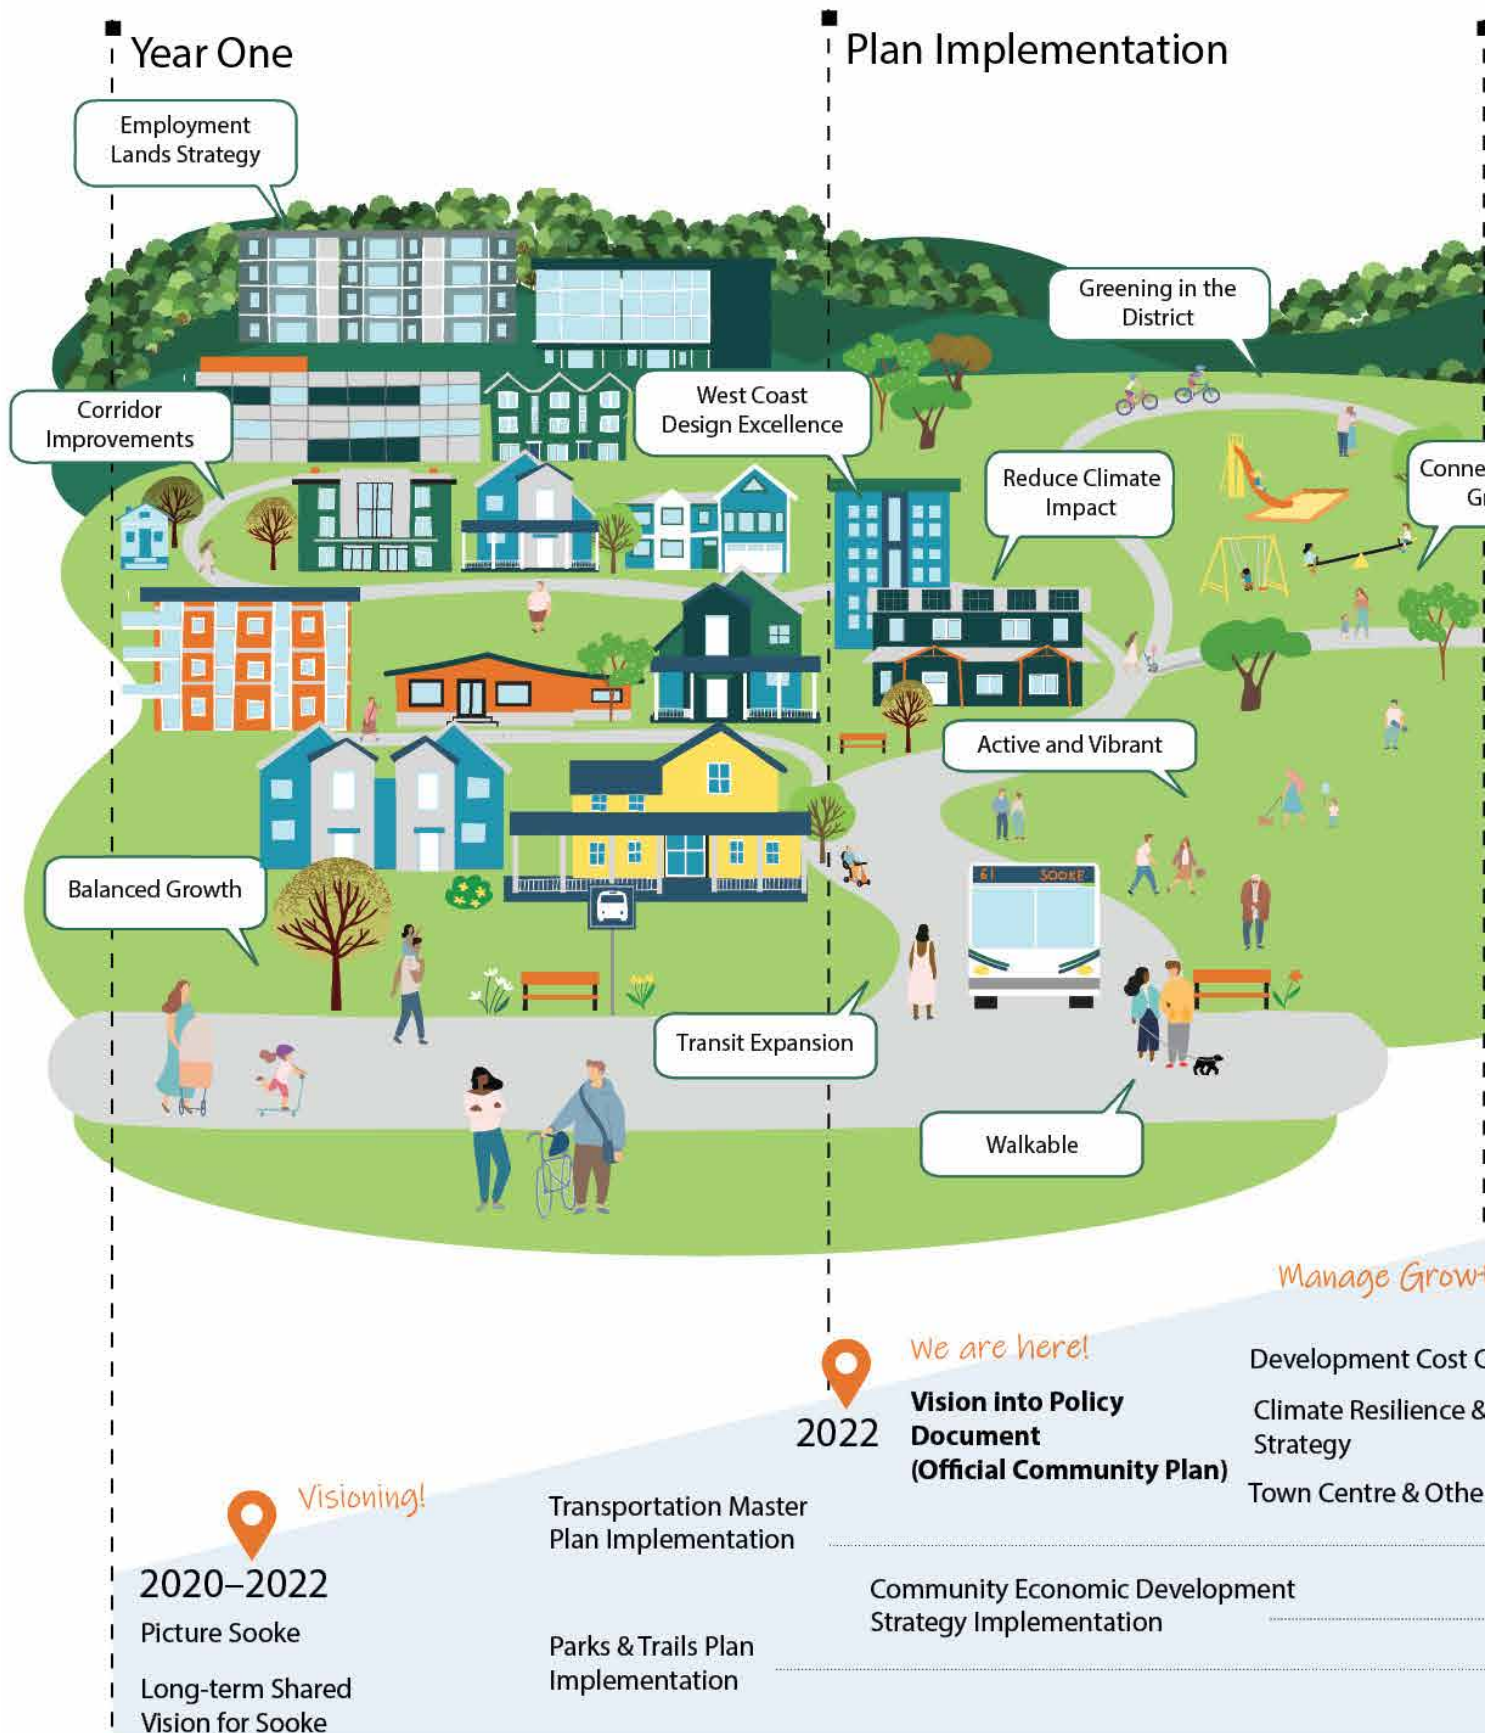 Year One
Plan Implementation
Employment
Lands Strategy
Greening in the
District
Corridor
Improvements
West Coast
Design Excellence
Reduce Climate
Impact
Conne
G
Active and Vibrant
Balanced Growth
61 SOOKE
Transit Expansion
Walkable
Manage Growt
We are here!
2022
Vision into Policy
Document
(Official Community Plan)
Development Cost C
Climate Resilience &
Strategy
Town Centre & Othe
Visioning!
2020–2022
Picture Sooke
Long-term Shared
Vision for Sooke
Transportation Master
Plan Implementation
Community Economic Development
Strategy Implementation
Parks & Trails Plan
Implementation